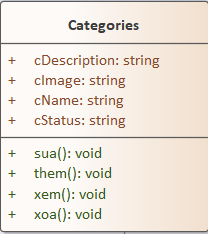 Categories
+ cDescription: string
+ cImage: string
+ cName: string
+ cStatus: string
+ sua(): void
+ them(): void
+ xem(): void
+ xoa(): void